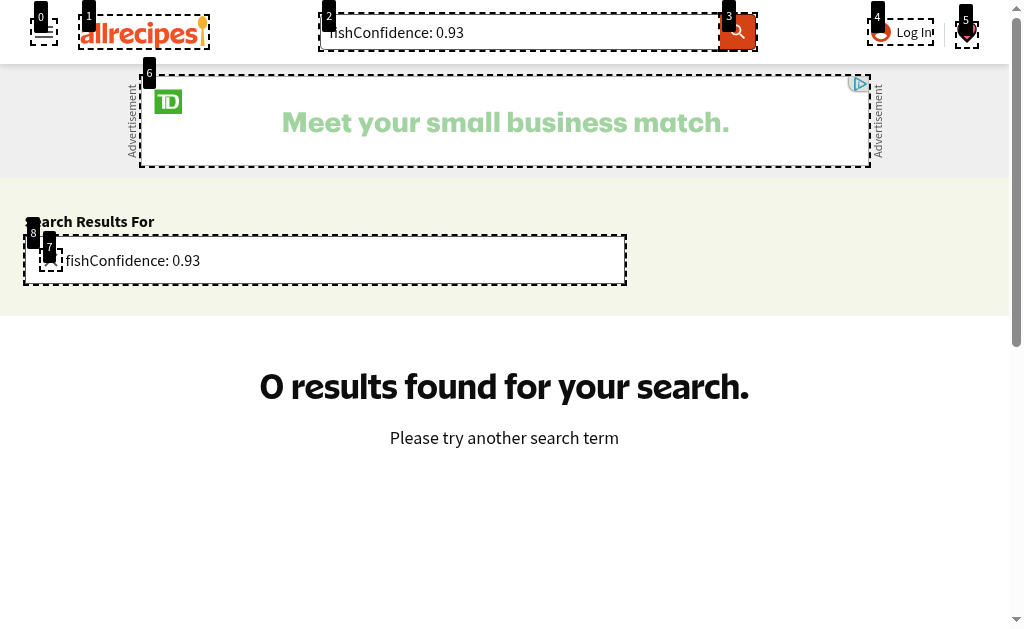 0
1
allrecipes
2
fishConfidence: 0.93
3
4
Log In
5
6
Advertisement
TD
Meet your small business match.
Advertisement
Search Results For
8
7
fishConfidence: 0.93
0 results found for your search.
Please try another search term